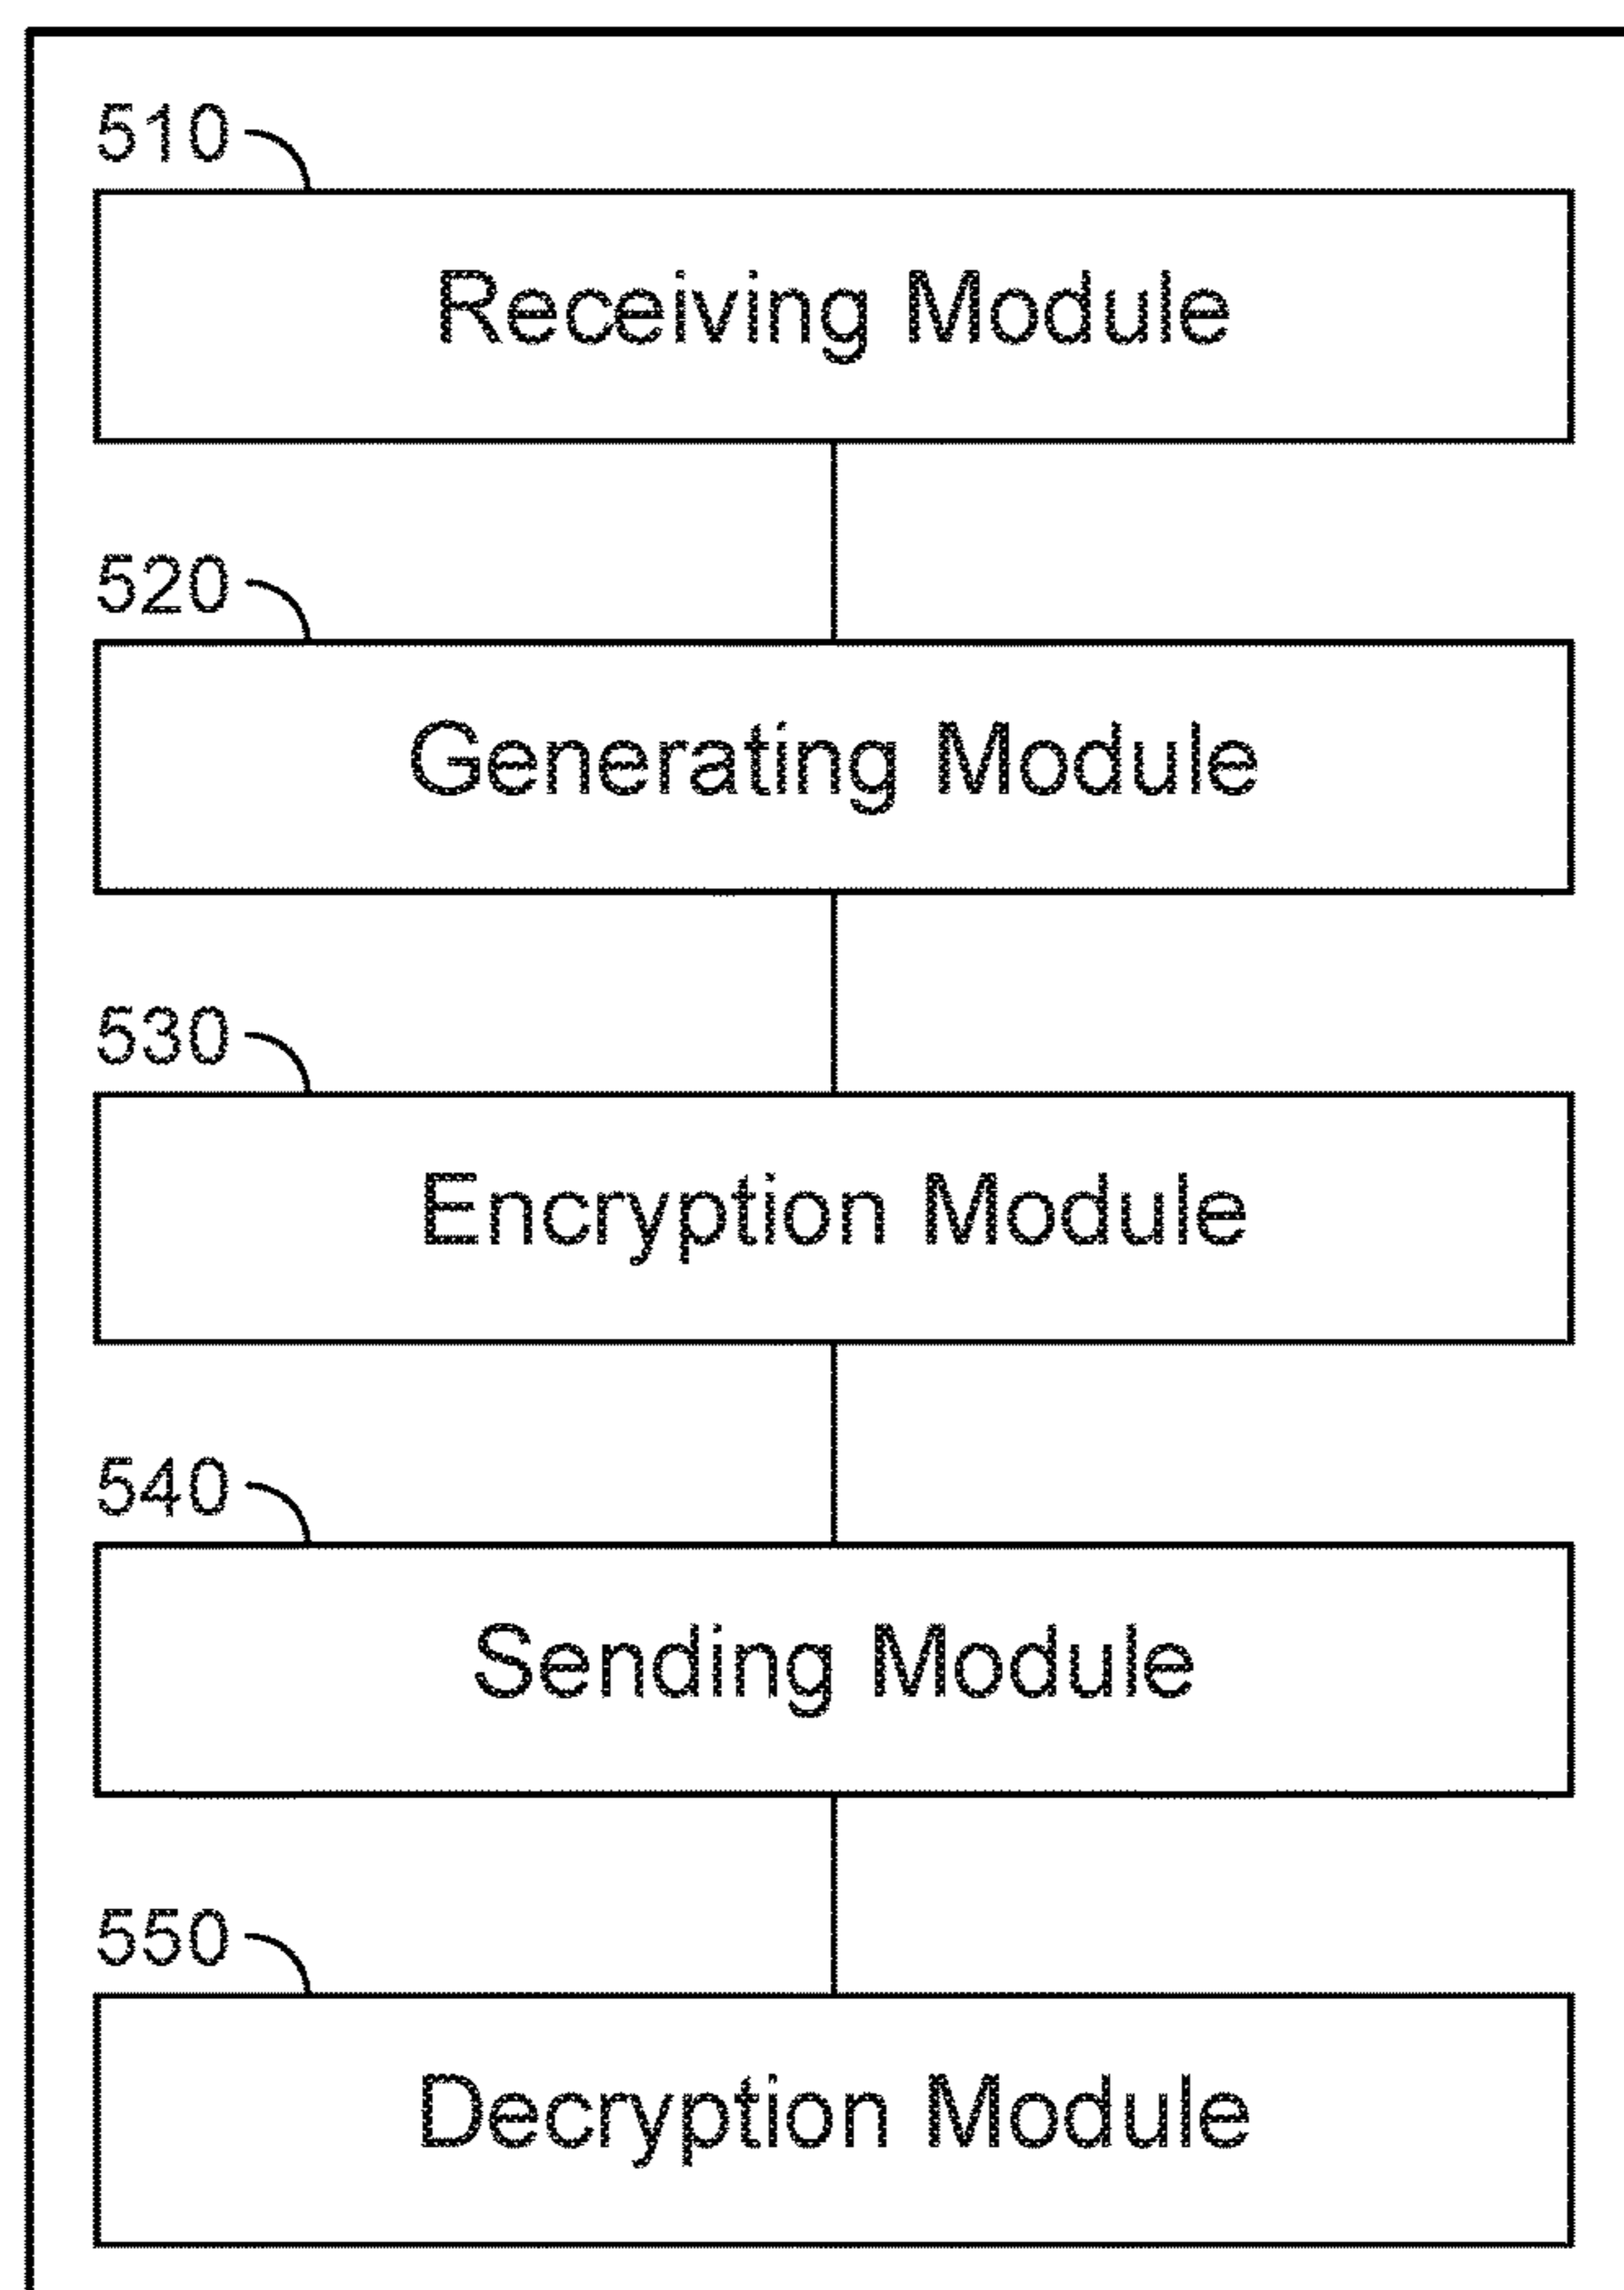 510
Receiving Module
520
Generating Module
530
Encryption Module
540
Sending Module
550
Decryption Module